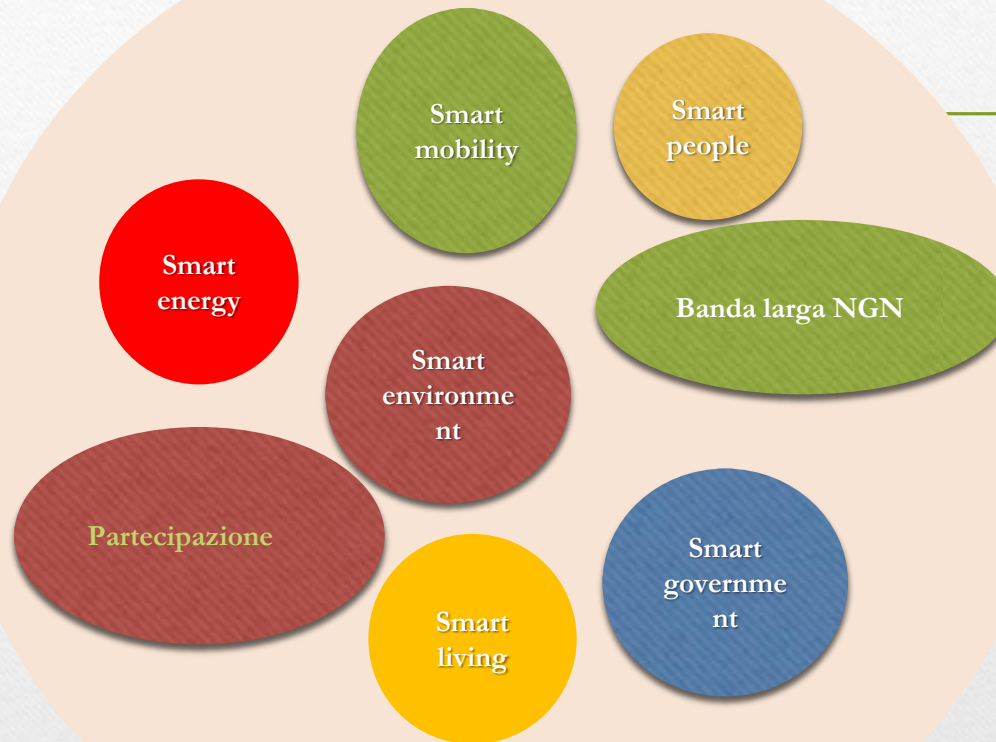 Smart
mobility
Smart
people
Smart
energy
Banda larga NGN
Smart
environme
nt
Partecipazione
Smart
governme
nt
Smart
living